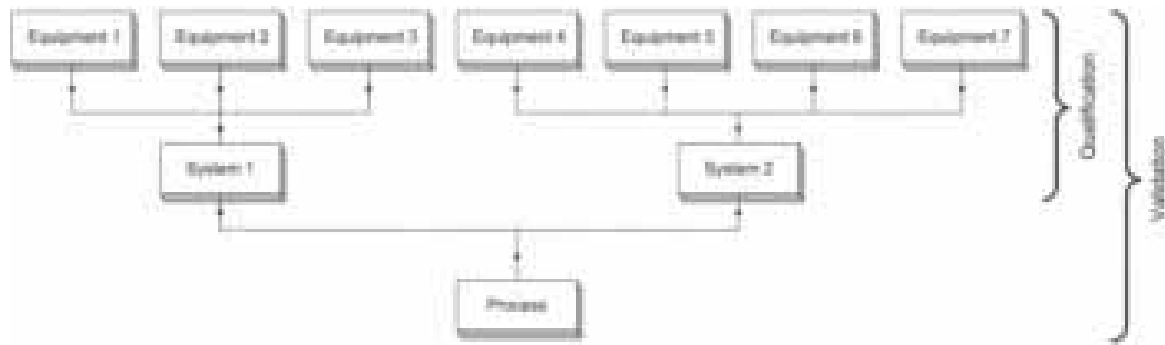 Equipment 1
Equipment 2
Equipment 3
Equipment 4
Equipment 5
Equipment 6
Equipment 7
System 1
System 2
Process
Qualification
Validation